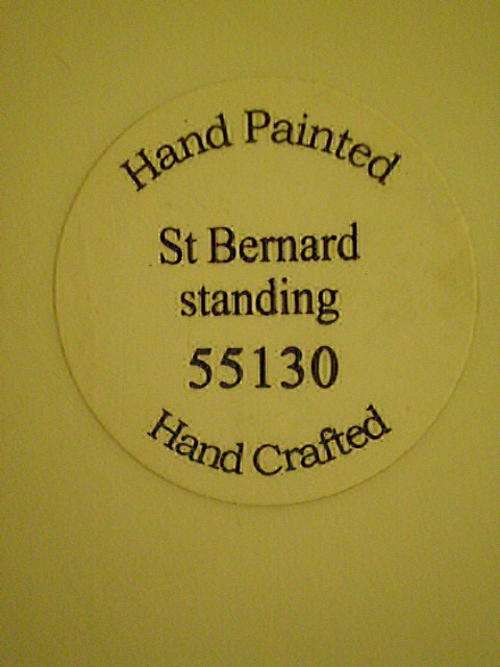 Hand Painted
St Bernard
standing
55130
Hand Crafted